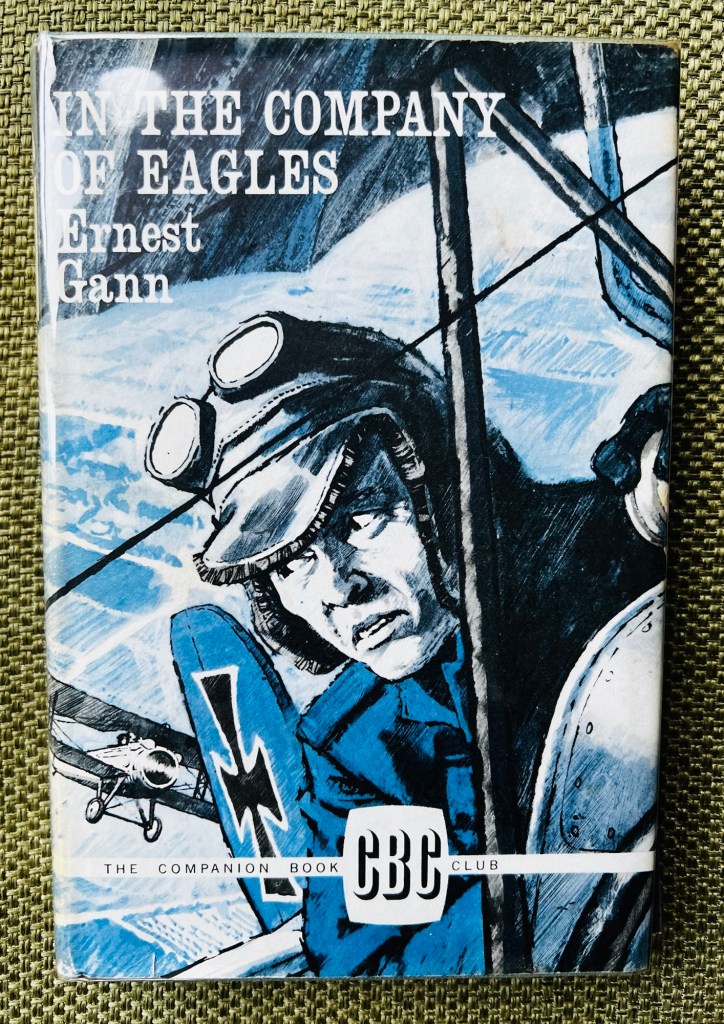 IN THE COMPANY
OF EAGLES
Ernest
Gann
THE COMPANION BOOK CBC CLUB